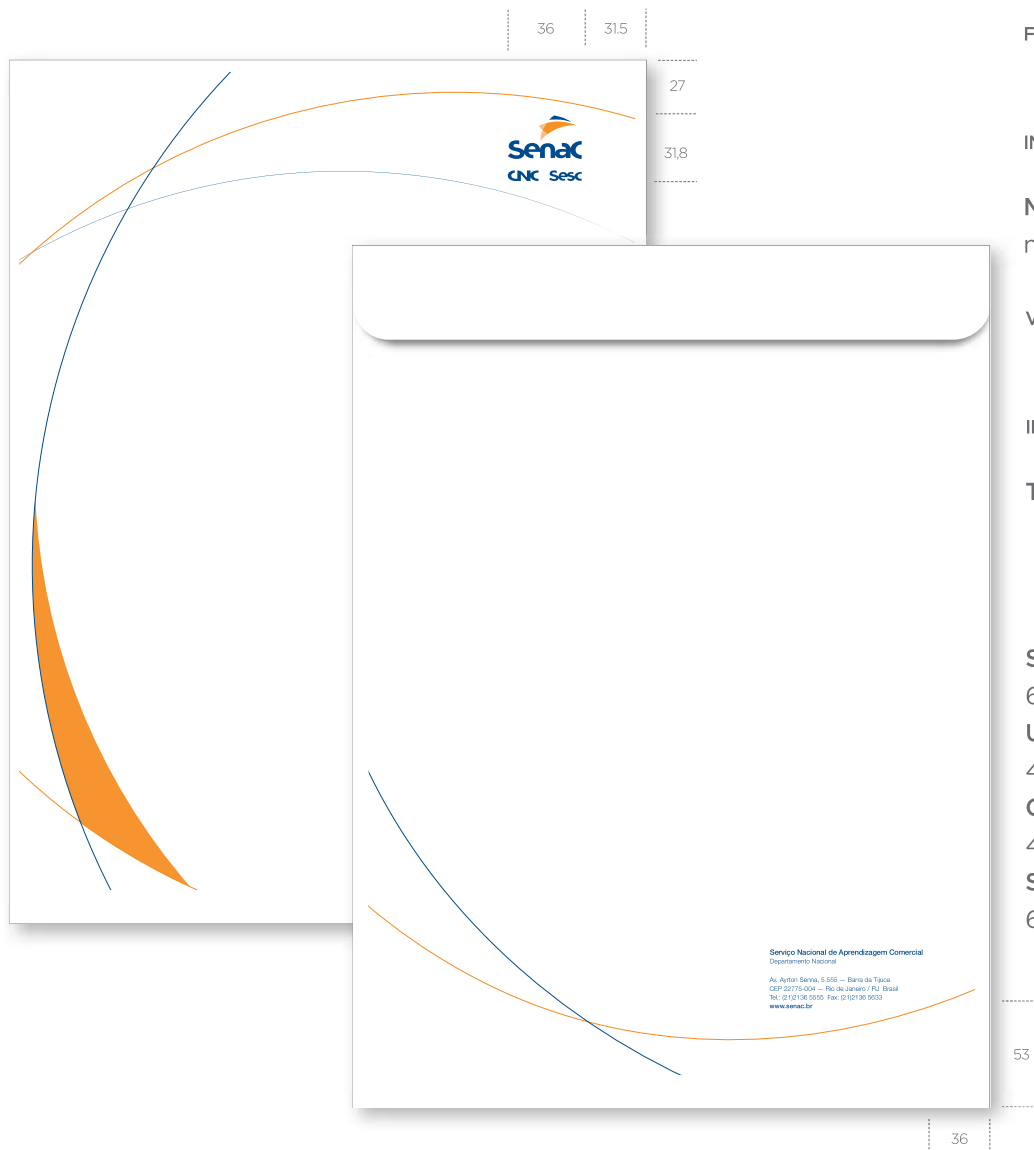 36
31.5
27
31,8
Senac
CNC Sesc
Serviço Nacional de Aprendizagem Comercial
Departamento Nacional
Av. Ayrton Senna, 5.555 — Barra da Tijuca
CEP 22775-004 — Rio de Janeiro / RJ Brasil
Tel.: (21)2136 5555 Fax: (21)2136 5633
www.senac.br
53
36